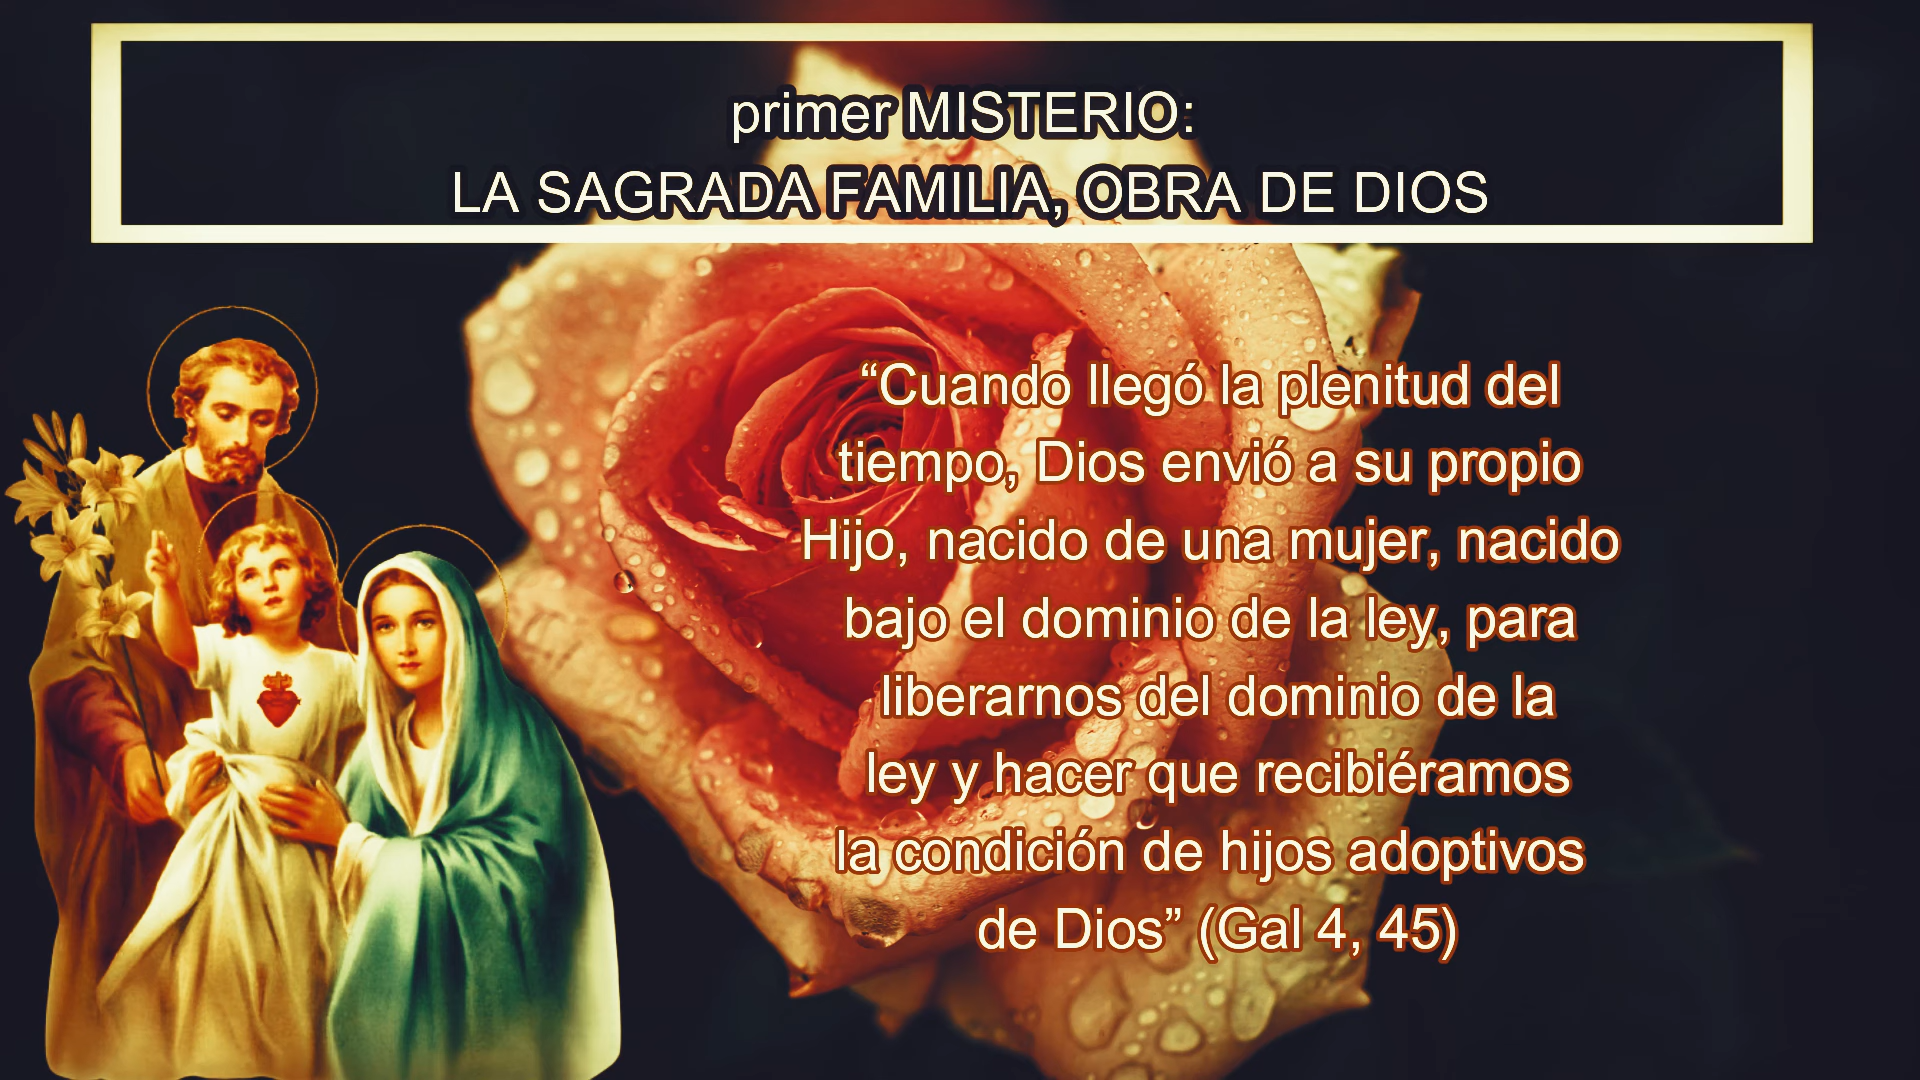 primer MISTERIO:
LA SAGRADA FAMILIA, OBRA DE DIOS
“Cuando llegó la plenitud del
tiempo, Dios envió a su propio
Hijo, nacido de una mujer, nacido
bajo el dominio de la ley, para
liberarnos del dominio de la
ley y hacer que recibiéramos
la condición de hijos adoptivos
de Dios” (Gal 4, 45)